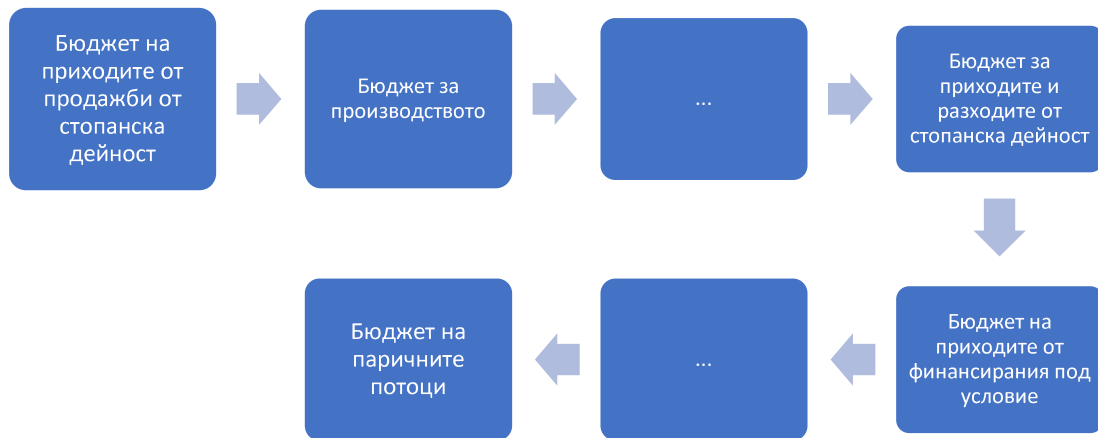 Бюджет на
приходите от
продажби от
стопанска
дейност
Бюджет за
производството
...
Бюджет за
приходите и
разходите от
стопанска дейност
Бюджет на
приходите от
финансирания под
условие
...
Бюджет на
паричните
потоци